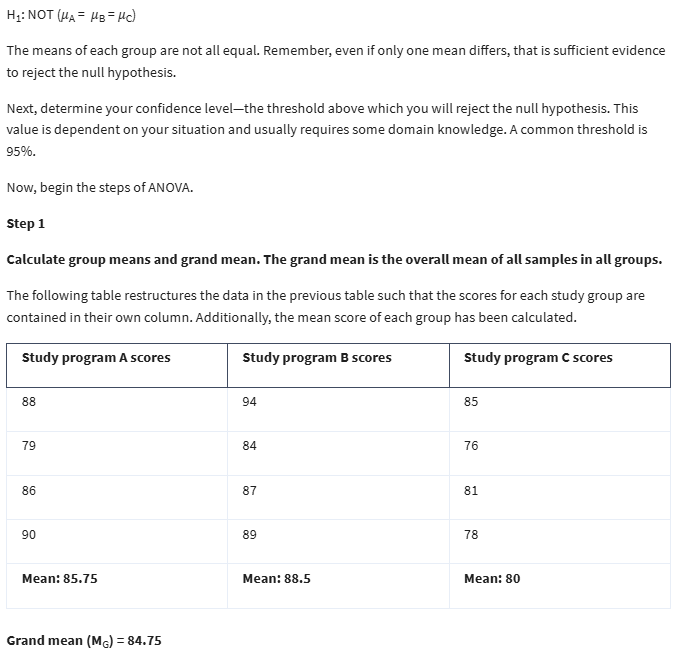 H₁: NOT (μA = μB = μC)
The means of each group are not all equal. Remember, even if only one mean differs, that is sufficient evidence
to reject the null hypothesis.
Next, determine your confidence level—the threshold above which you will reject the null hypothesis. This
value is dependent on your situation and usually requires some domain knowledge. A common threshold is
95%.
Now, begin the steps of ANOVA.
Step 1
Calculate group means and grand mean. The grand mean is the overall mean of all samples in all groups.
The following table restructures the data in the previous table such that the scores for each study group are
contained in their own column. Additionally, the mean score of each group has been calculated.
Study program A scores Study program B scores Study program C scores
88 94 85
79 84 76
86 87 81
90 89 78
Mean: 85.75 Mean: 88.5 Mean: 80
Grand mean (MG) = 84.75